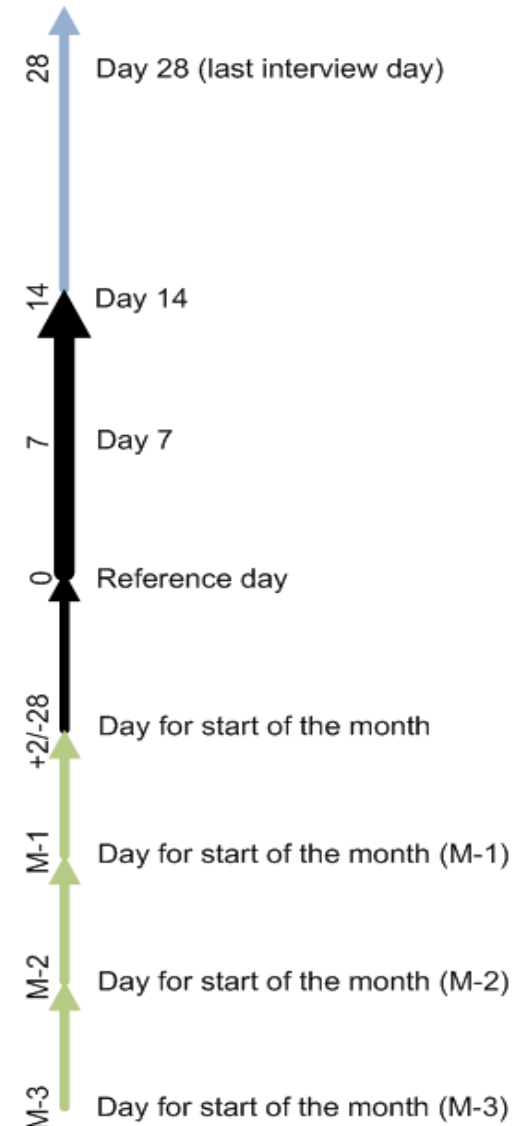 28 Day 28 (last interview day)
14 Day 14
7 Day 7
0 Reference day
+2/-28 Day for start of the month
M-1 Day for start of the month (M-1)
M-2 Day for start of the month (M-2)
M-3 Day for start of the month (M-3)